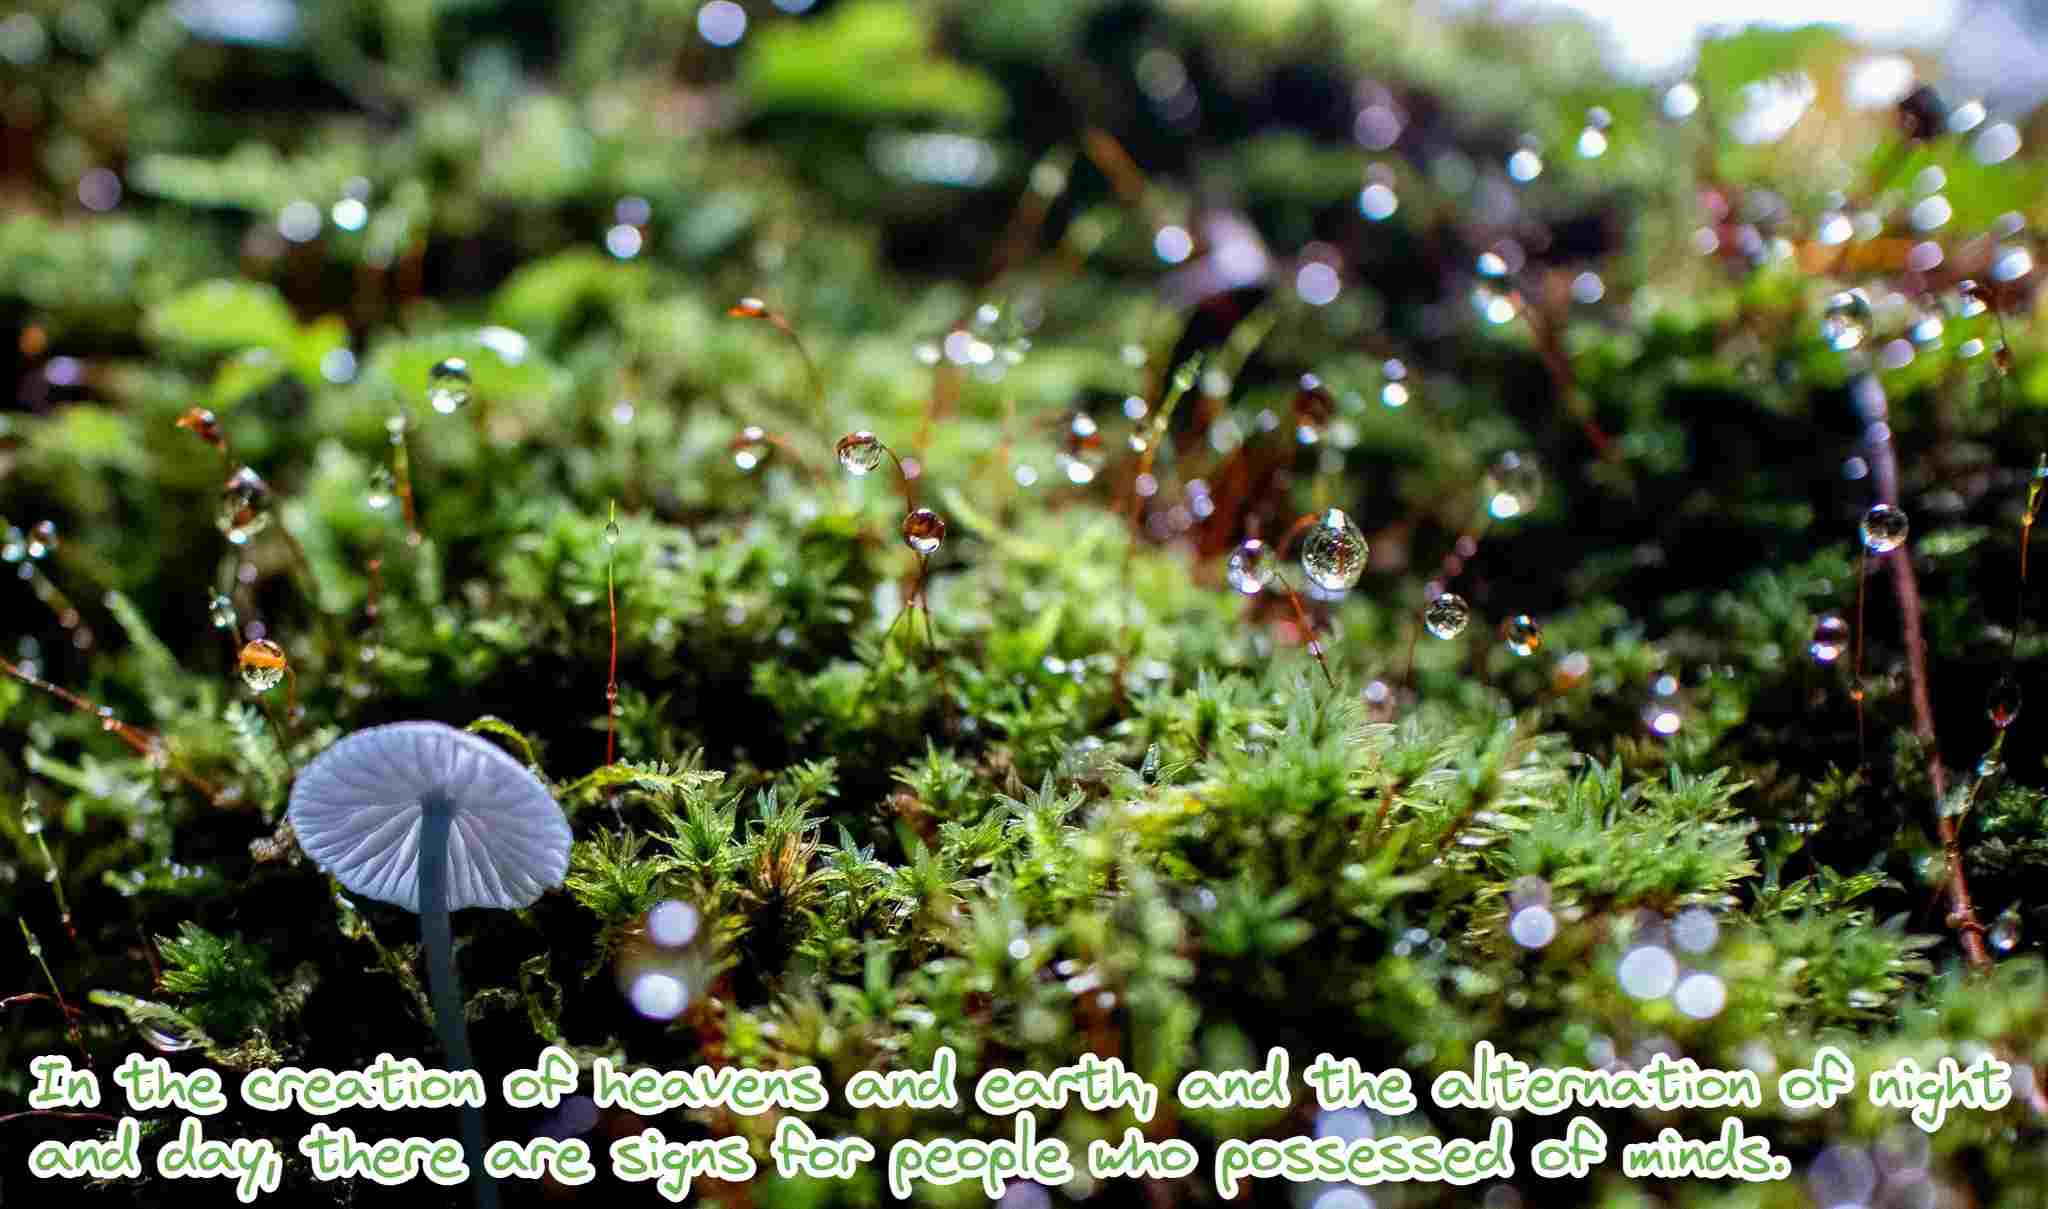 In the creation of heavens and earth, and the alternation of night
and day, there are signs for people who possessed of minds.